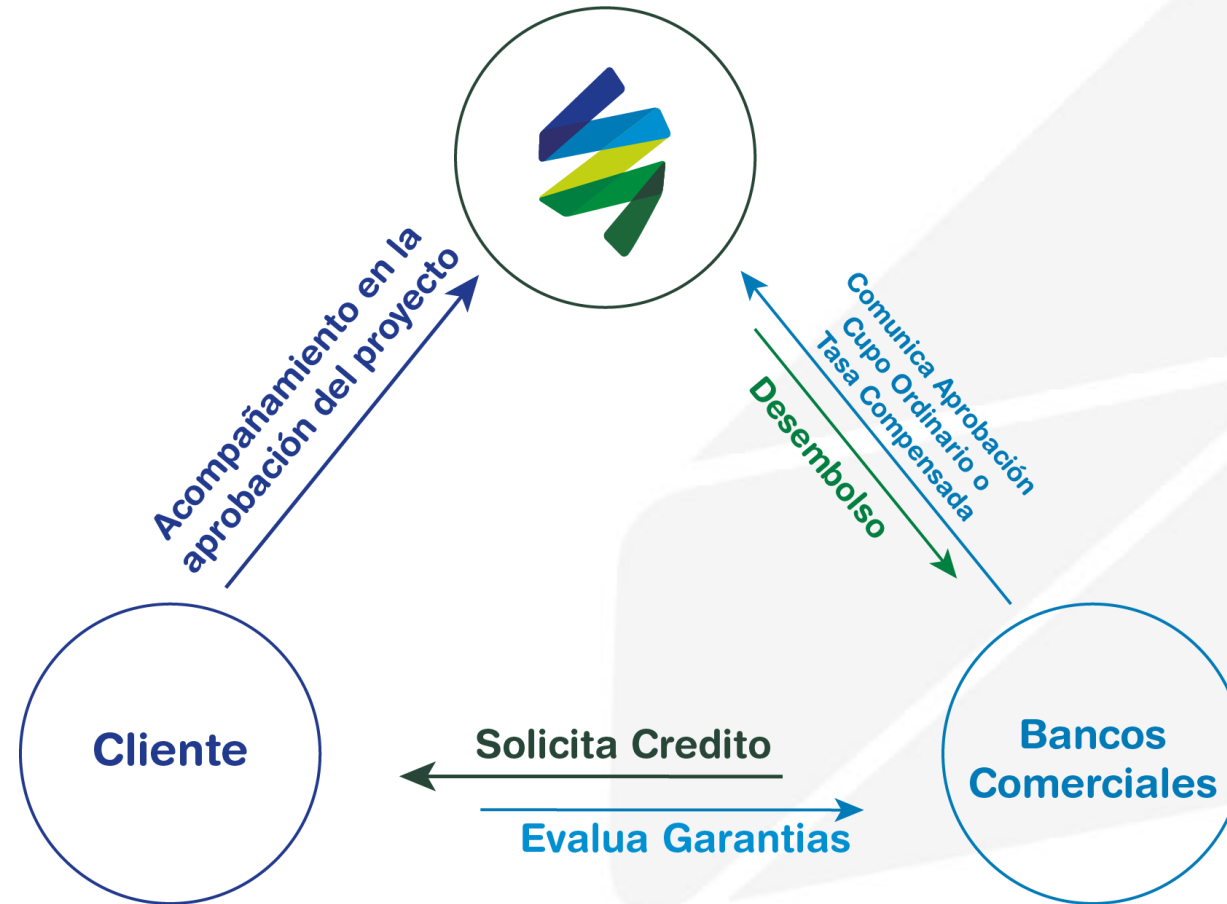 Acompañamiento en la
aprobación del proyecto
Comunica Aprobación
Cupo Ordinario o
Tasa Compensada
Desembolso
Cliente
Solicita Credito
Evalua Garantias
Bancos
Comerciales